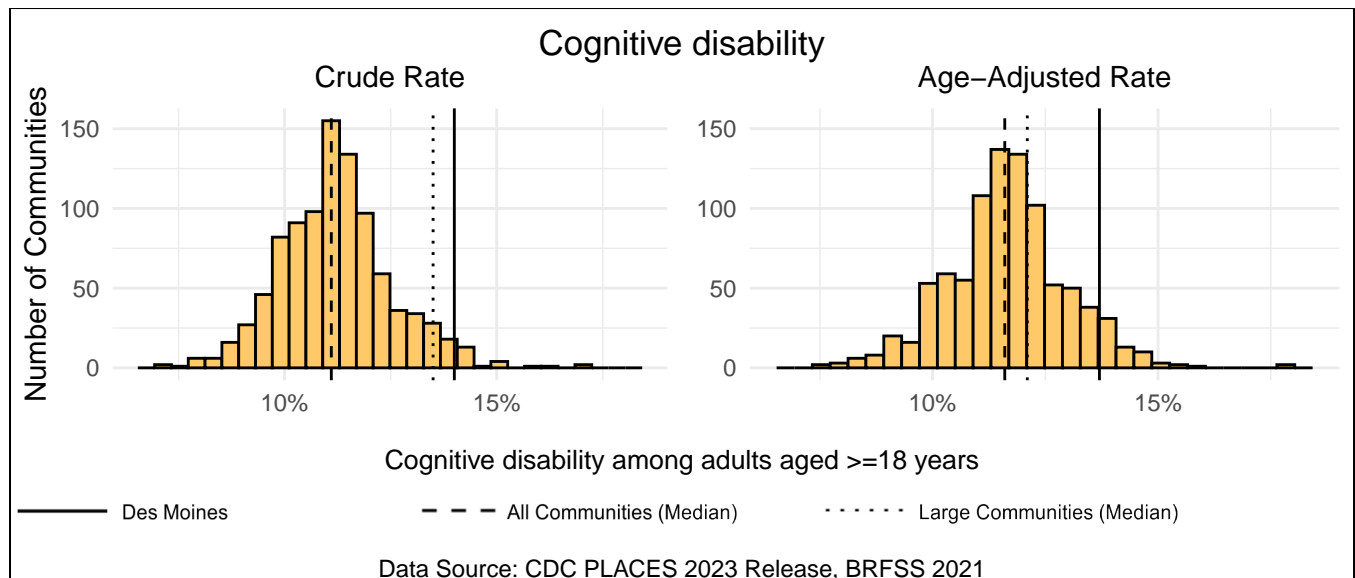 Cognitive disability
Crude Rate
Age−Adjusted Rate
Number of Communities
150
100
50
0
10%
15%
150
100
50
0
10%
15%
Cognitive disability among adults aged >=18 years
Des Moines
All Communities (Median)
Large Communities (Median)
Data Source: CDC PLACES 2023 Release, BRFSS 2021